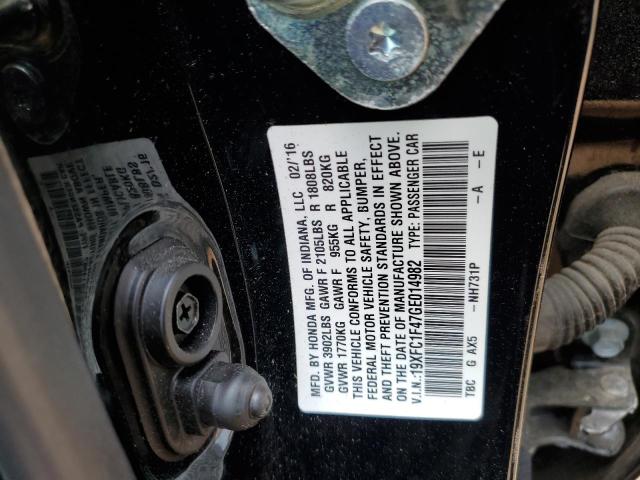 MFD. BY HONDA MFG. OF INDIANA, LLC 02/'16
GVWR 3902LBS GAWR F 2105LBS R 1808LBS
GVWR 1770KG GAWR F 955KG R 820KG
THIS VEHICLE CONFORMS TO ALL APPLICABLE
FEDERAL MOTOR VEHICLE SAFETY, BUMPER,
AND THEFT PREVENTION STANDARDS IN EFFECT
ON THE DATE OF MANUFACTURE SHOWN ABOVE.
V.I.N.:19XFC1F47GE014982 TYPE: PASSENGER CAR
TBC G AX5 -NH731P -A -E